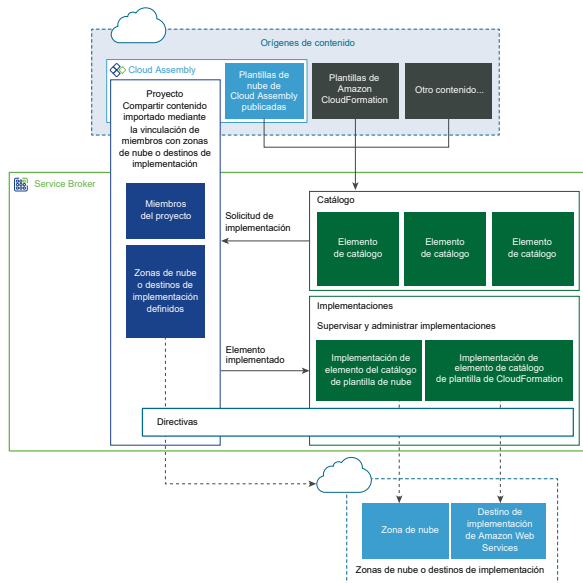 Orígenes de contenido
Cloud Assembly
Plantillas de
nube de
Cloud Assembly
publicadas
Plantillas de
Amazon
CloudFormation
Otro contenido...
Proyecto
Compartir contenido
importado mediante
la vinculación de
miembros con zonas
de nube o destinos de
implementación
Service Broker
Miembros
del proyecto
Zonas de nube
o destinos de
implementación
definidos
Solicitud de
implementación
Catálogo
Elemento
de catálogo
Elemento
de catálogo
Elemento
de catálogo
Implementaciones
Supervisar y administrar implementaciones
Elemento
implementado
Implementación de
elemento del catálogo
de plantilla de nube
Implementación de
elemento de catálogo
de plantilla de CloudFormation
Directivas
Zona de nube
Destino de
implementación
de Amazon Web
Services
Zonas de nube o destinos de implementación